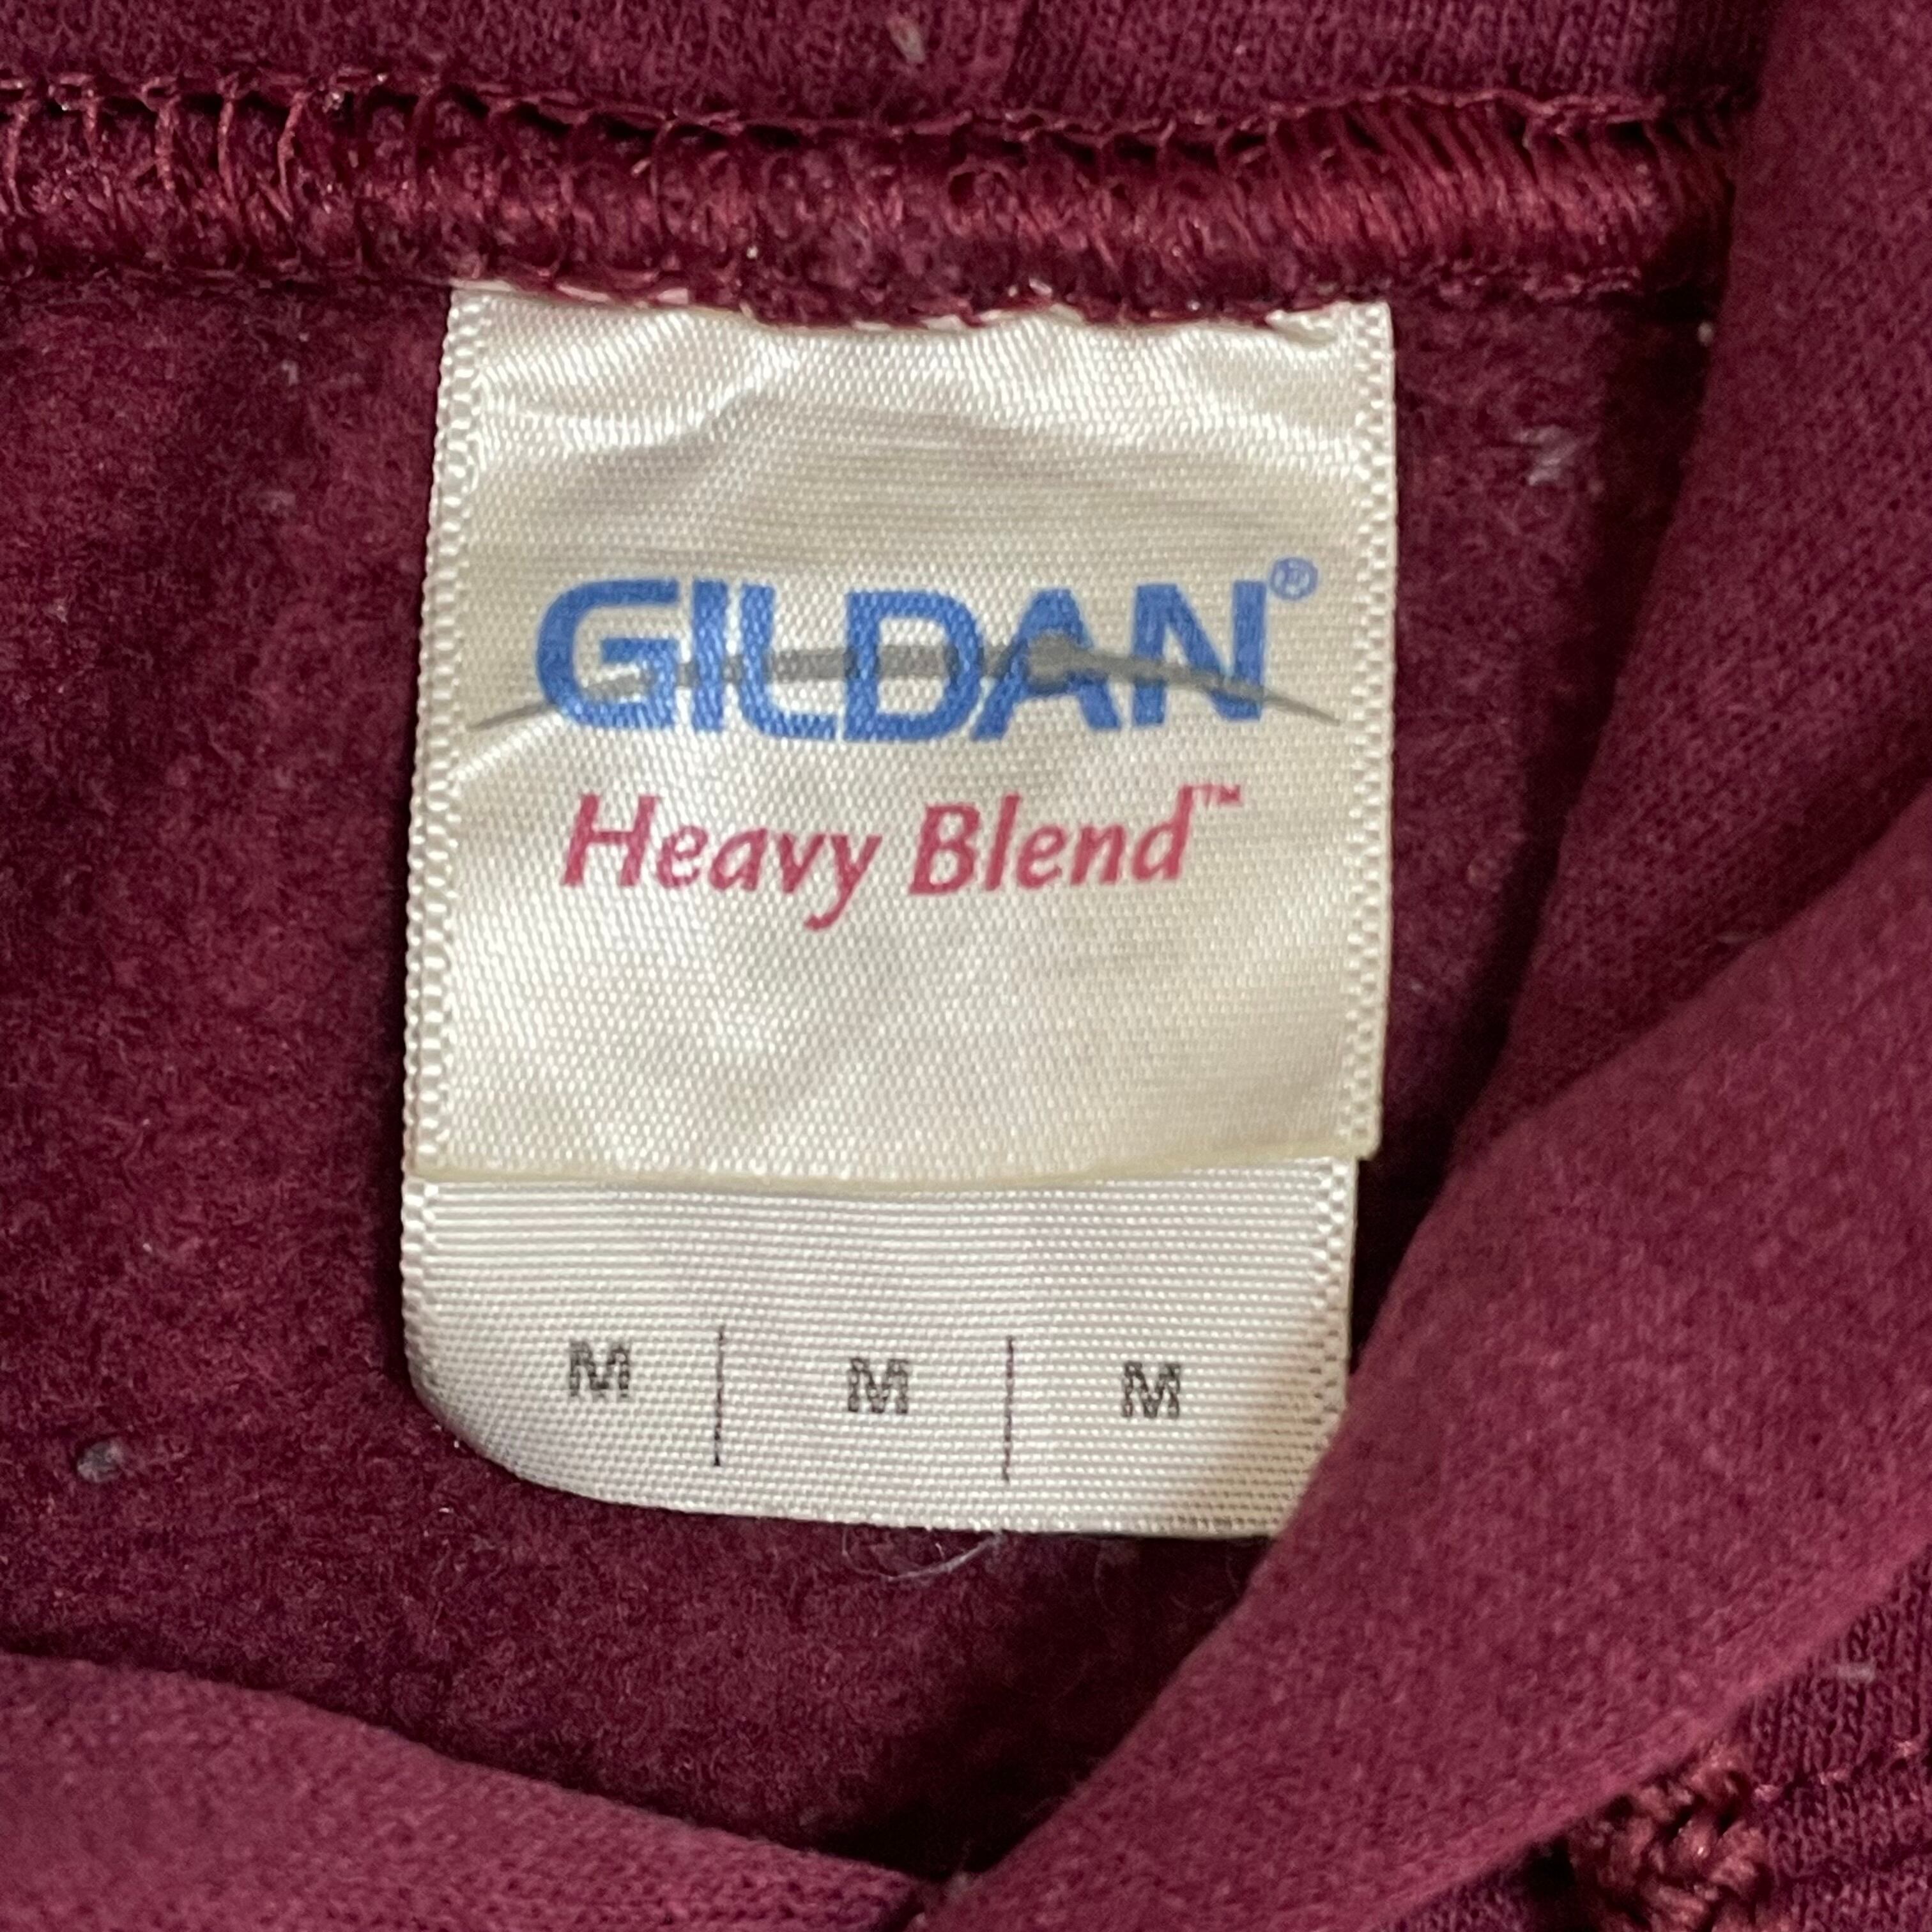 GILDAN®
Heavy Blend™
M | M | M